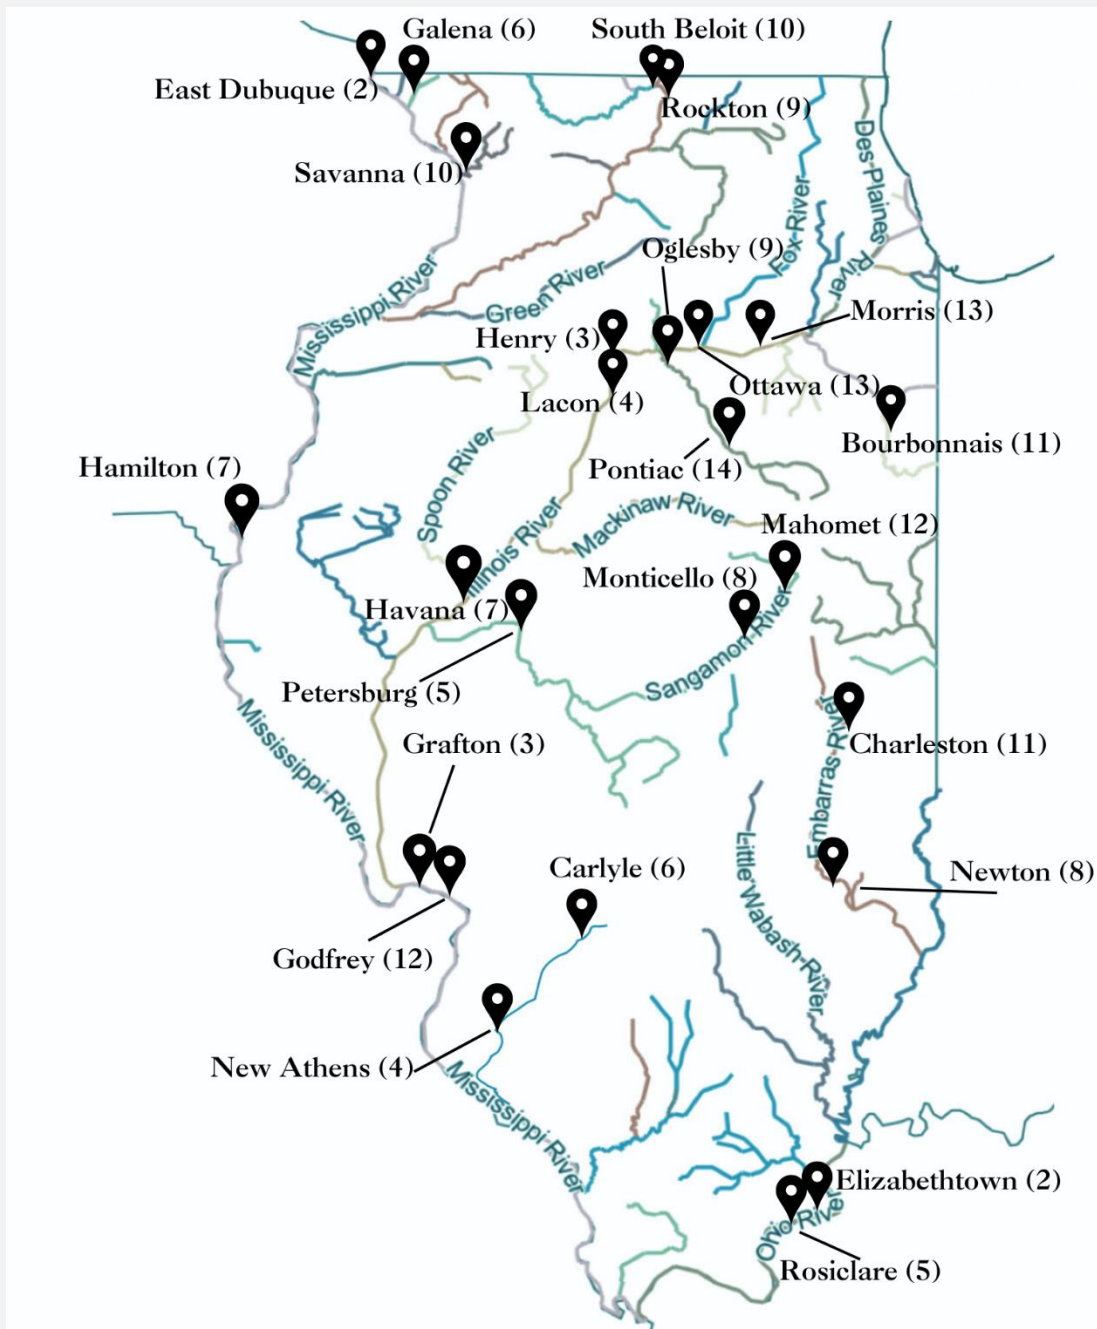 Galena (6)
South Beloit (10)
East Dubuque (2)
Rockton (9)
Savanna (10)
Des Plaines River
Fox River
Oglesby (9)
Mississippi River
Green River
Henry (3)
Morris (13)
Ottawa (13)
Lacon (4)
Bourbonnais (11)
Spoon River
Pontiac (14)
Hamilton (7)
Illinois River
Mackinaw River
Mahomet (12)
Monticello (8)
Havana (7)
Sangamon River
Petersburg (5)
Mississippi River
Grafton (3)
Charleston (11)
Embarras River
Little Wabash River
Carlyle (6)
Newton (8)
Godfrey (12)
New Athens (4)
Mississippi River
Elizabethtown (2)
Ohio River
Rosiclare (5)